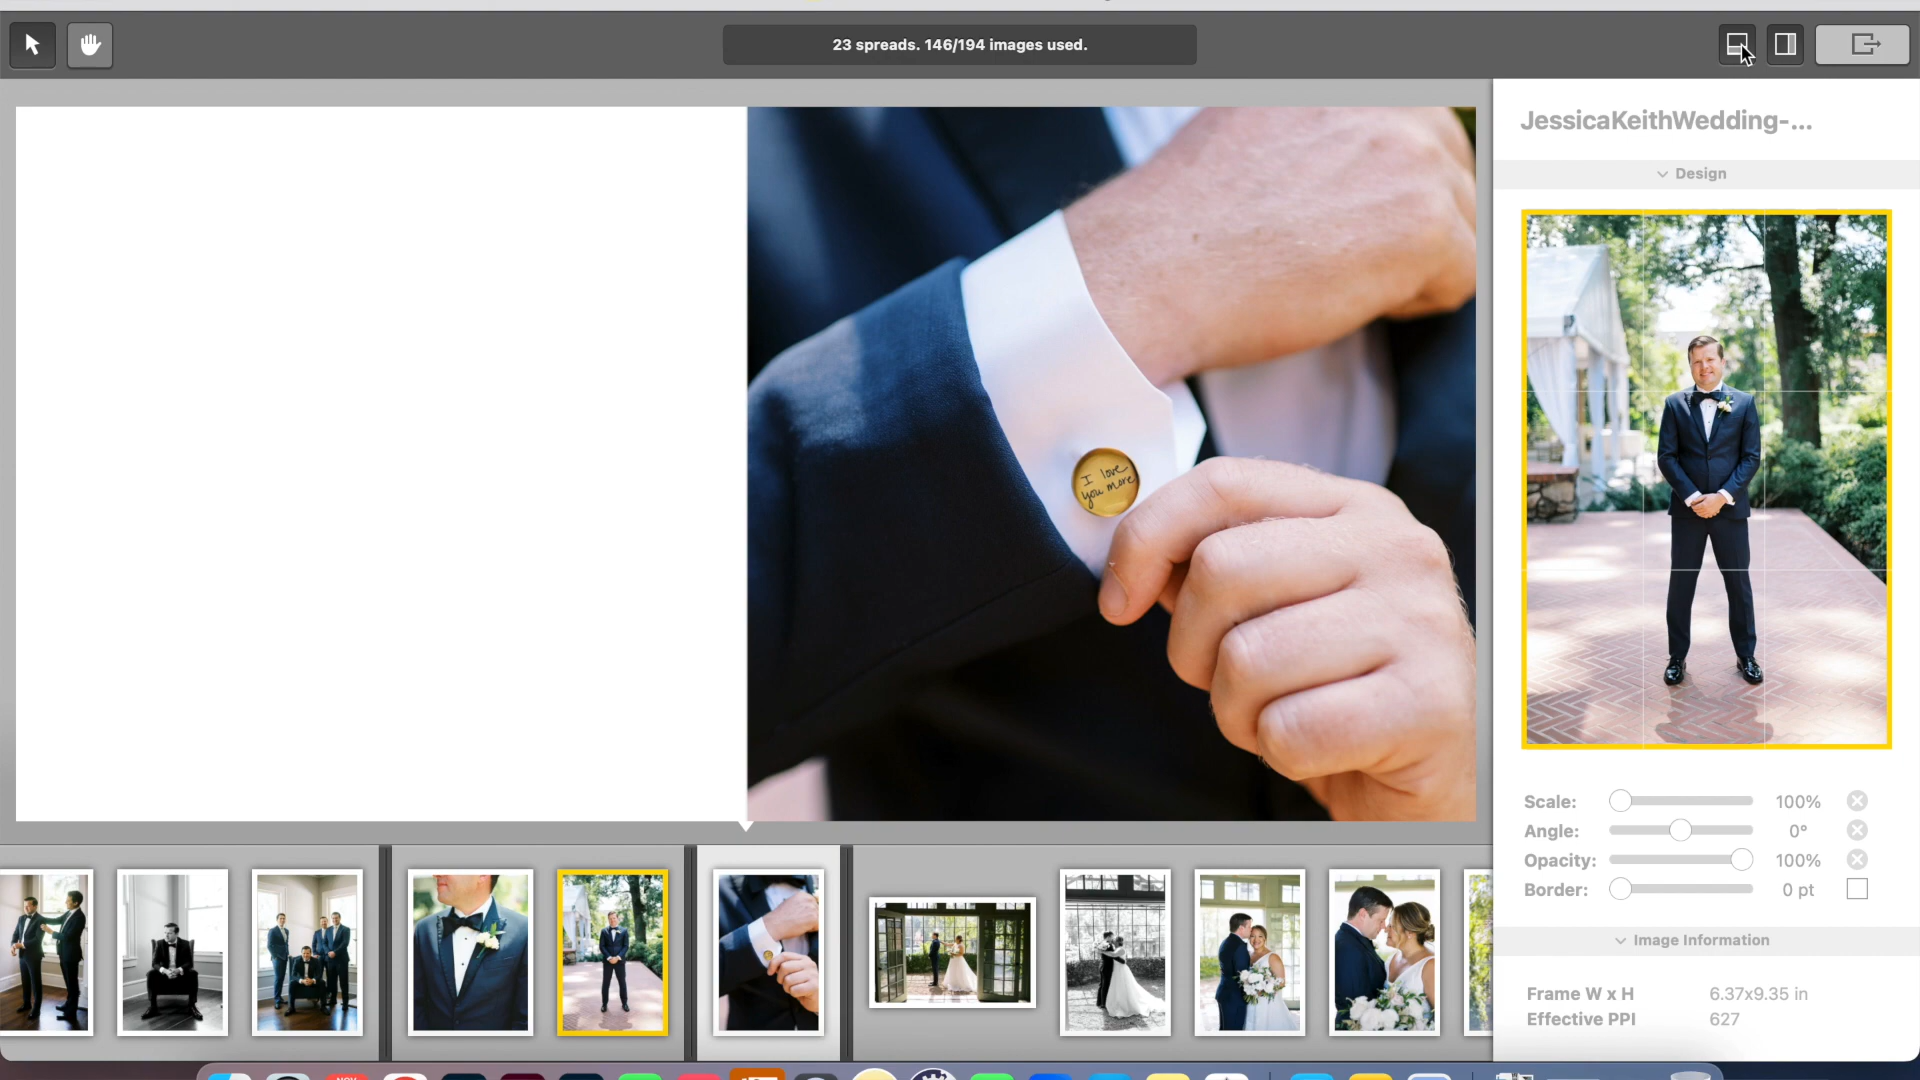 23 spreads. 146/194 images used.
JessicaKeithWedding-...
Design
I love
you more
Scale: 100%
Angle: 0°
Opacity: 100%
Border: 0 pt
Image Information
Frame W x H 6.37x9.35 in
Effective PPI 627
NOV